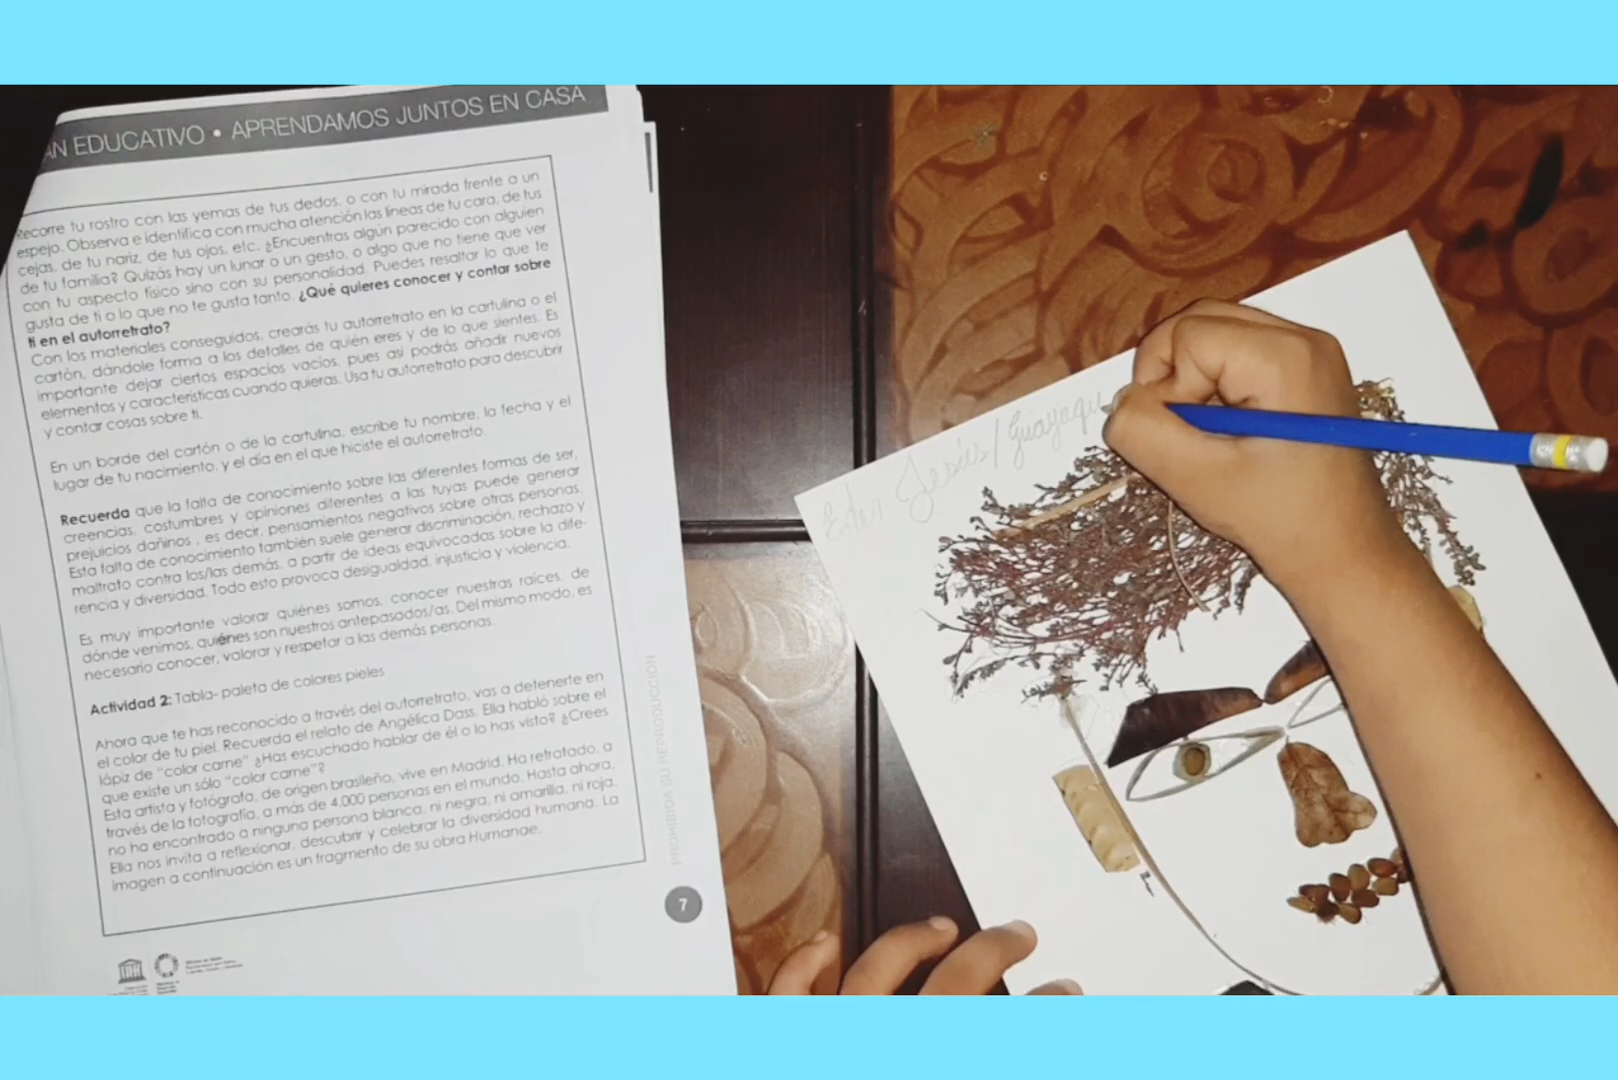 AN EDUCATIVO • APRENDAMOS JUNTOS EN CASA
Recorre tu rostro con las yemas de tus dedos, o con tu mirada frente a un
espejo. Observa e identifica con mucha atención las líneas de tu cara, de tus
cejas, de tu nariz, de tus ojos, etc. ¿Encuentras algún parecido con alguien
de tu familia? Quizás hay un lunar o un gesto, o algo que no tiene que ver
con tu aspecto físico sino con su personalidad. Puedes resaltar lo que te
gusta de ti o lo que no te gusta tanto. ¿Qué quieres conocer y contar sobre
ti en el autorretrato?
Con los materiales conseguidos, crearás tu autorretrato en la cartulina o el
cartón, dándole forma a los detalles de quién eres y de lo que sientes. Es
importante dejar ciertos espacios vacíos, pues así podrás añadir nuevos
elementos y características cuando quieras. Usa tu autorretrato para descubrir
y contar cosas sobre ti.
En un borde del cartón o de la cartulina, escribe tu nombre, la fecha y el
lugar de tu nacimiento, y el día en el que hiciste el autorretrato.
Recuerda que la falta de conocimiento sobre las diferentes formas de ser,
creencias, costumbres y opiniones diferentes a las tuyas puede generar
prejuicios dañinos , es decir, pensamientos negativos sobre otras personas.
Esta falta de conocimiento también suele generar discriminación, rechazo y
maltrato contra los/las demás, a partir de ideas equivocadas sobre la dife-
rencia y diversidad. Todo esto provoca desigualdad, injusticia y violencia.
Es muy importante valorar quiénes somos, conocer nuestras raíces, de
dónde venimos, quiénes son nuestros antepasados/as. Del mismo modo, es
necesario conocer, valorar y respetar a las demás personas.
Actividad 2: Tabla- paleta de colores pieles
Ahora que te has reconocido a través del autorretrato, vas a detenerte en
el color de tu piel. Recuerda el relato de Angélica Dass. Ella habló sobre el
lápiz de "color carne" ¿Has escuchado hablar de él o lo has visto? ¿Crees
que existe un sólo "color carne"?
Esta artista y fotógrafa, de origen brasileño, vive en Madrid. Ha retratado, a
través de la fotografía, a más de 4.000 personas en el mundo. Hasta ahora,
no ha encontrado a ninguna persona blanca, ni negra, ni amarilla, ni roja.
Ella nos invita a reflexionar, descubrir y celebrar la diversidad humana. La
imagen a continuación es un fragmento de su obra Humanae.
PROHIBIDA SU REPRODUCCIÓN
7
Eder Jesús / Guayaqu